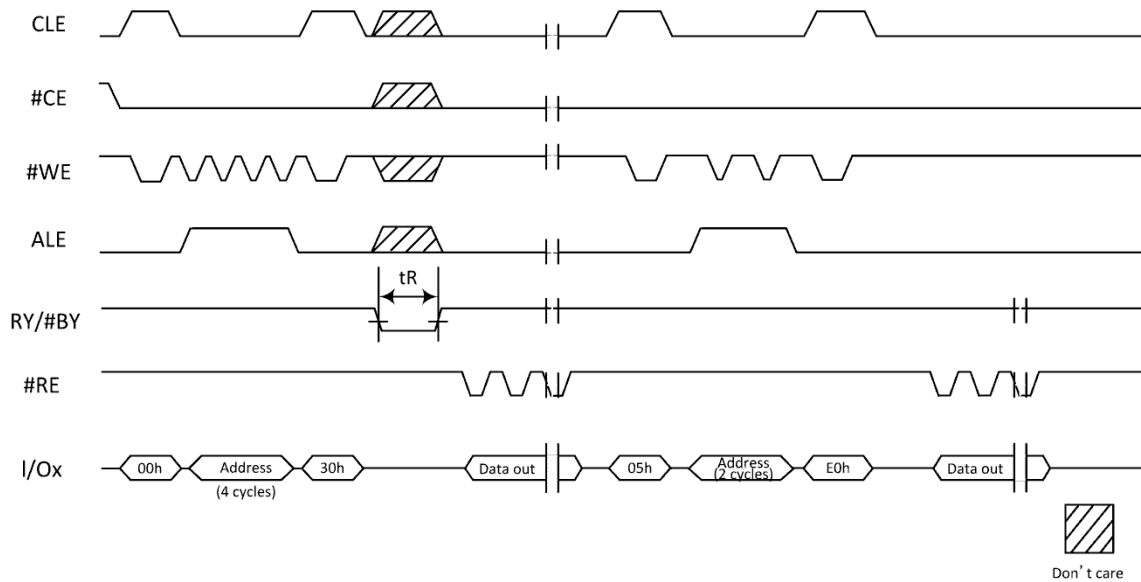 CLE
#CE
#WE
ALE
tR
RY/#BY
#RE
I/Ox
00h
Address
(4 cycles)
30h
Data out
05h
Address
(2 cycles)
E0h
Data out
Don’t care